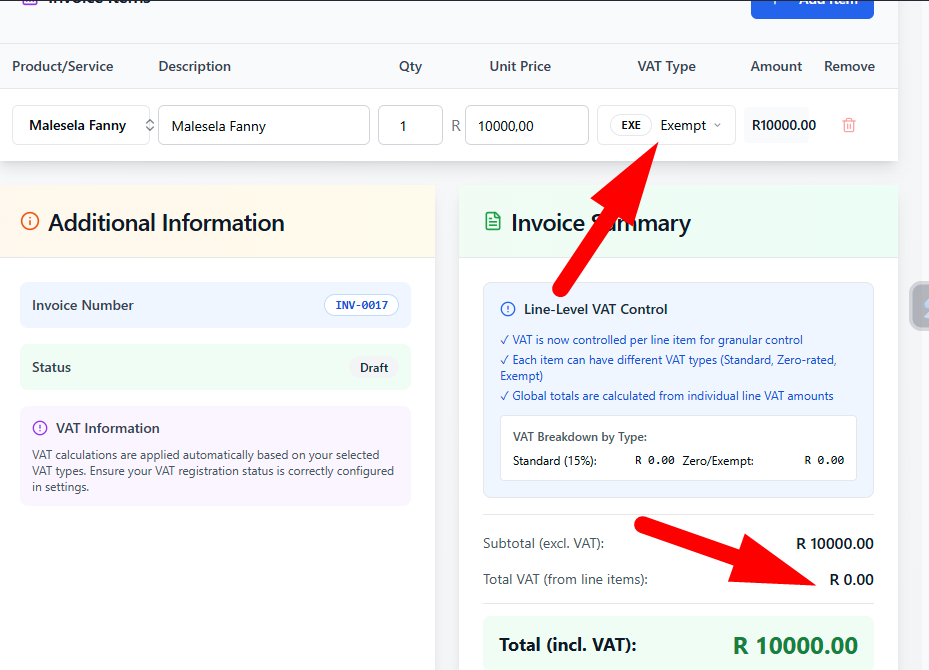 Invoice Items
+ Add Item
Product/Service Description Qty Unit Price VAT Type Amount Remove
Malesela Fanny Malesela Fanny 1 R 10000,00 EXE Exempt R10000.00
Additional Information
Invoice Number INV-0017
Status Draft
VAT Information
VAT calculations are applied automatically based on your selected
VAT types. Ensure your VAT registration status is correctly configured
in settings.
Invoice Summary
Line-Level VAT Control
✓ VAT is now controlled per line item for granular control
✓ Each item can have different VAT types (Standard, Zero-rated,
Exempt)
✓ Global totals are calculated from individual line VAT amounts
VAT Breakdown by Type:
Standard (15%): R 0.00 Zero/Exempt: R 0.00
Subtotal (excl. VAT): R 10000.00
Total VAT (from line items): R 0.00
Total (incl. VAT): R 10000.00